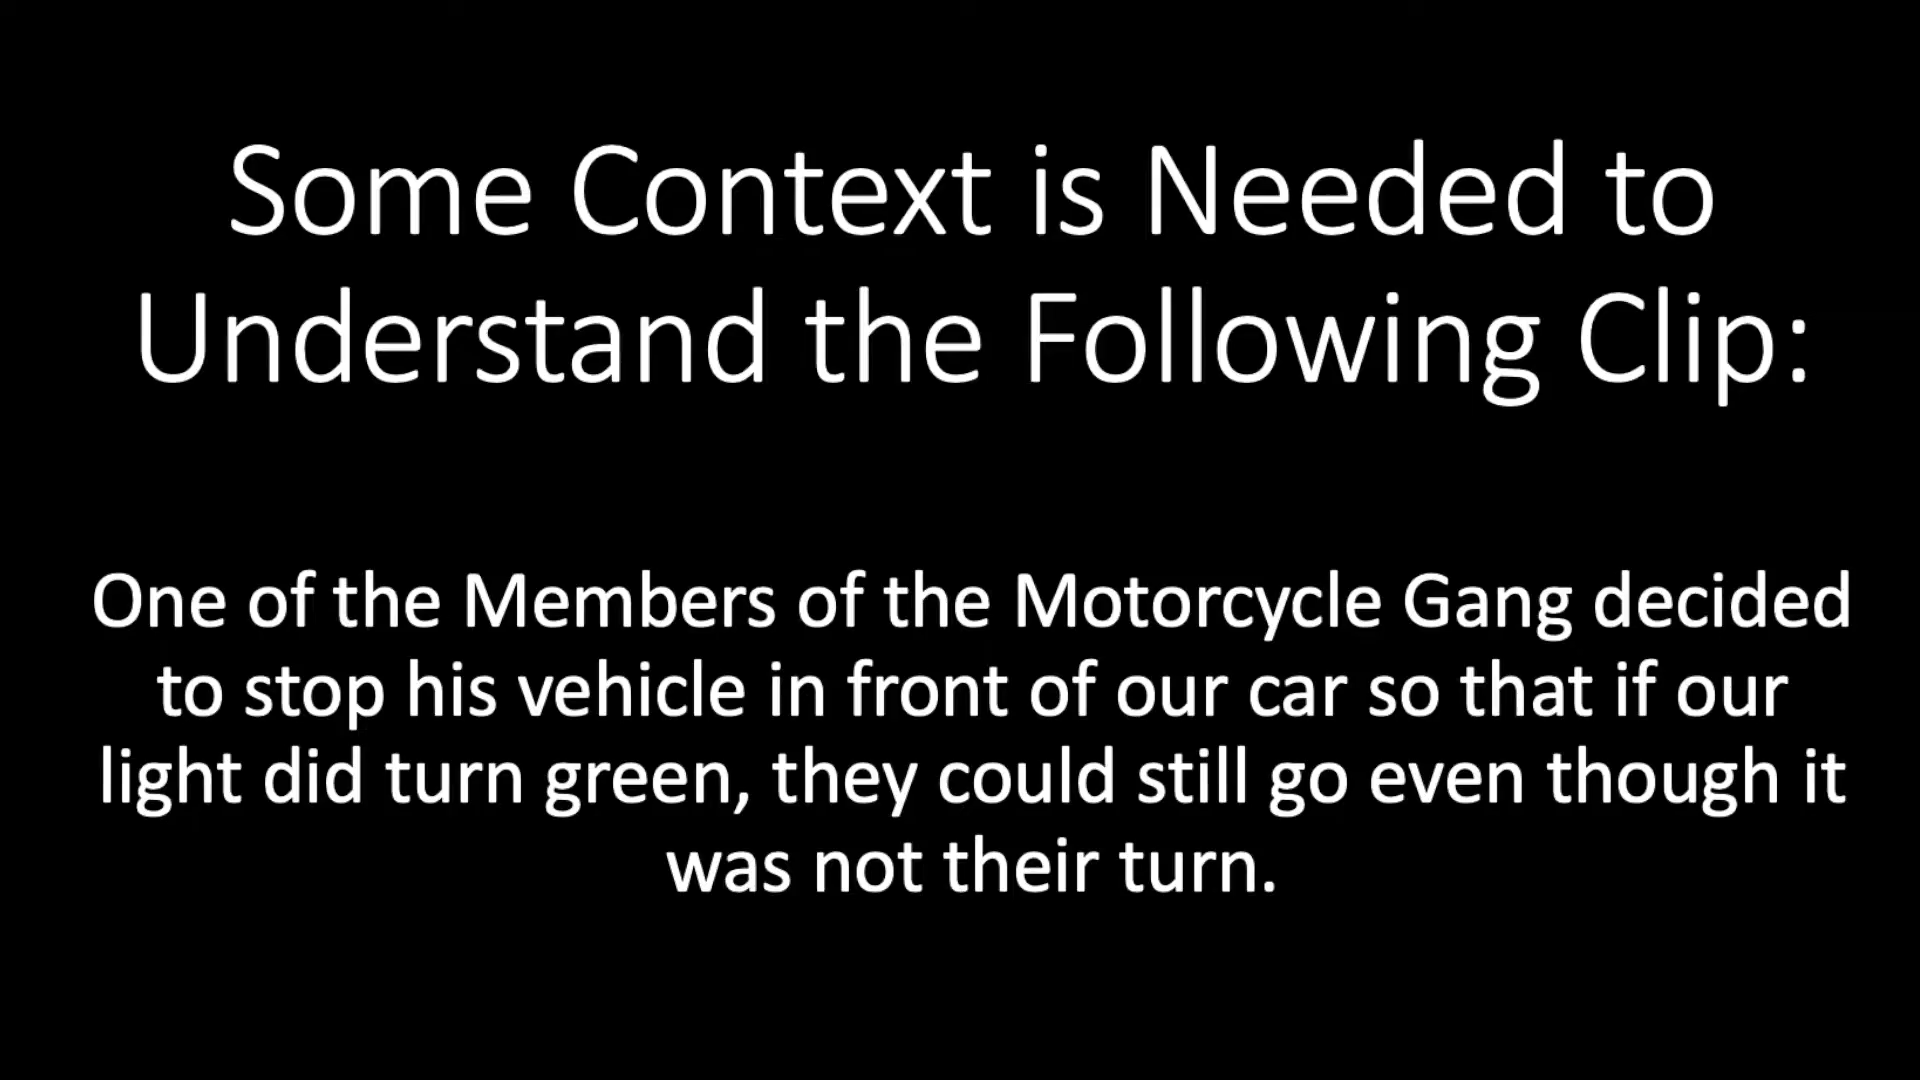 Some Context is Needed to
Understand the Following Clip:
One of the Members of the Motorcycle Gang decided
to stop his vehicle in front of our car so that if our
light did turn green, they could still go even though it
was not their turn.